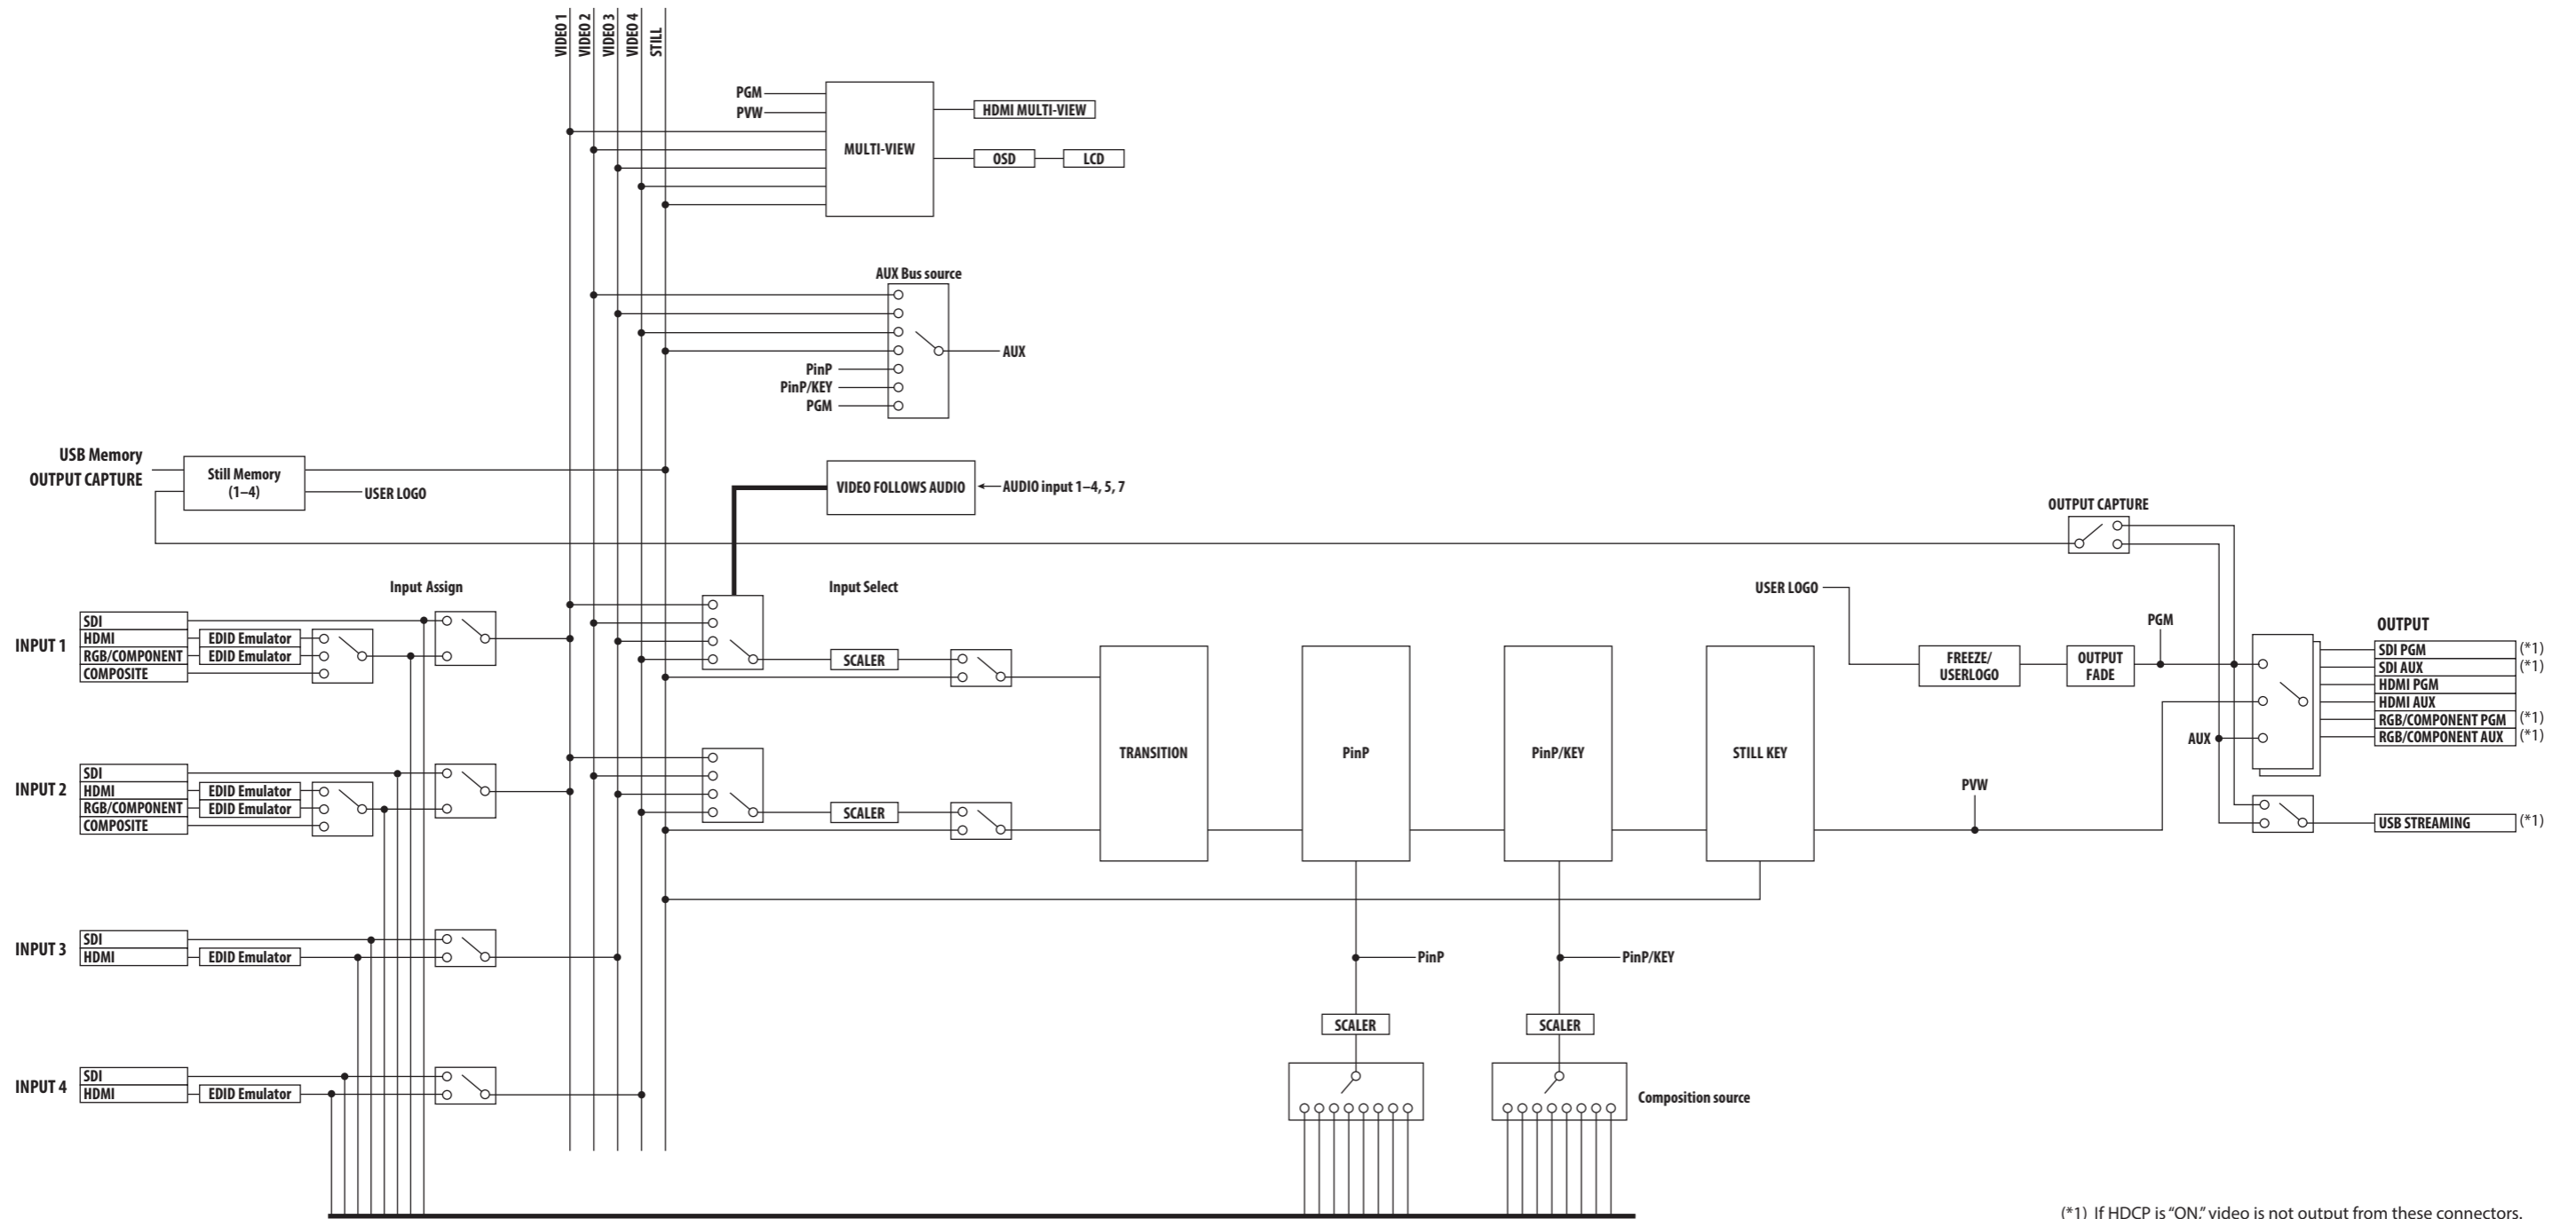 VIDEO 1
VIDEO 2
VIDEO 3
VIDEO 4
STILL
PGM
PVW
MULTI-VIEW
HDMI MULTI-VIEW
OSD
LCD
AUX Bus source
AUX
PinP
PinP/KEY
PGM
USB Memory
OUTPUT CAPTURE
Still Memory
(1–4)
USER LOGO
VIDEO FOLLOWS AUDIO
AUDIO input 1–4, 5, 7
OUTPUT CAPTURE
Input Assign
Input Select
USER LOGO
INPUT 1
SDI
HDMI
EDID Emulator
RGB/COMPONENT
EDID Emulator
COMPOSITE
SCALER
PGM
FREEZE/
USERLOGO
OUTPUT
FADE
OUTPUT
SDI PGM
(*1)
SDI AUX
(*1)
HDMI PGM
HDMI AUX
RGB/COMPONENT PGM
(*1)
RGB/COMPONENT AUX
(*1)
AUX
TRANSITION
PinP
PinP/KEY
STILL KEY
PVW
INPUT 2
SDI
HDMI
EDID Emulator
RGB/COMPONENT
EDID Emulator
COMPOSITE
SCALER
USB STREAMING
(*1)
INPUT 3
SDI
HDMI
EDID Emulator
PinP
PinP/KEY
SCALER
SCALER
INPUT 4
SDI
HDMI
EDID Emulator
Composition source
(*1) If HDCP is “ON,” video is not output from these connectors.